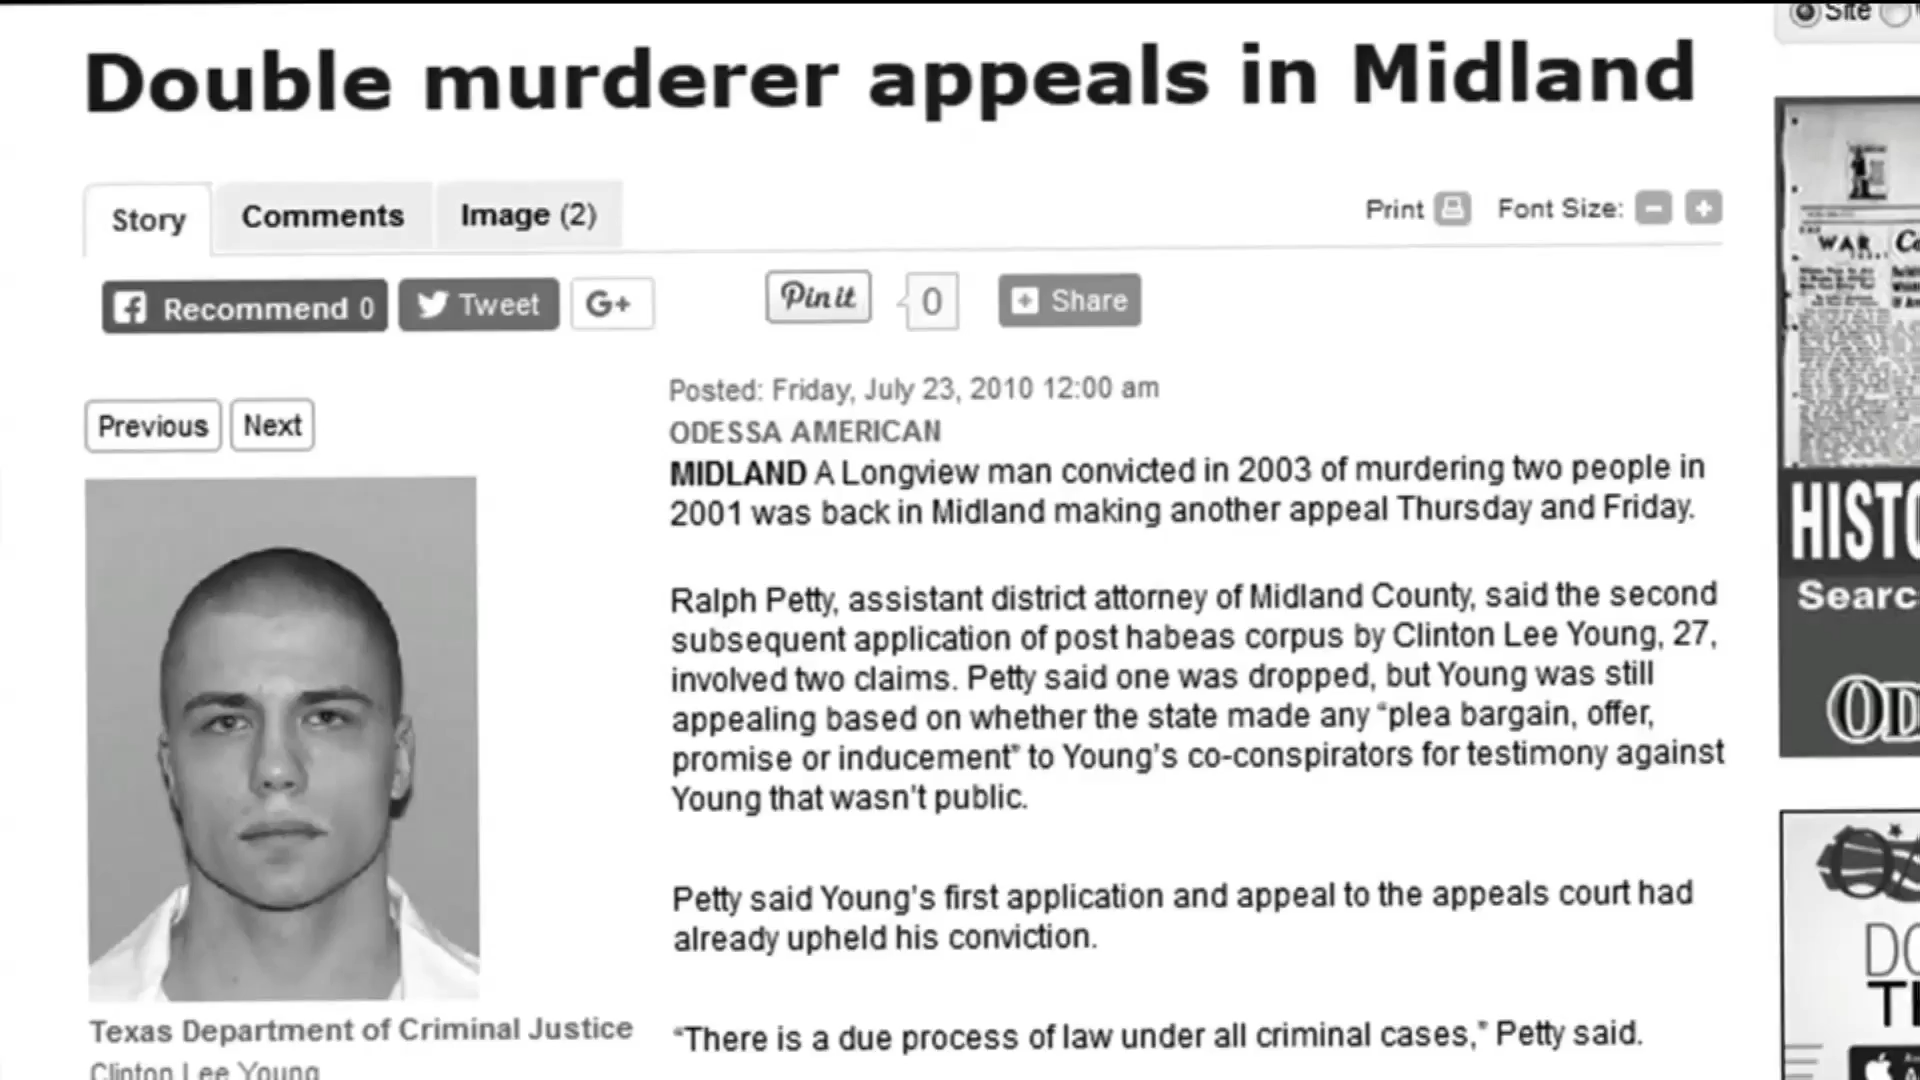 Double murderer appeals in Midland
Site
Story
Comments
Image (2)
Print
Font Size:
Recommend 0
Tweet
G+
Pin it
0
Share
Previous
Next
Posted: Friday, July 23, 2010 12:00 am
ODESSA AMERICAN
MIDLAND A Longview man convicted in 2003 of murdering two people in
2001 was back in Midland making another appeal Thursday and Friday.
Ralph Petty, assistant district attorney of Midland County, said the second
subsequent application of post habeas corpus by Clinton Lee Young, 27,
involved two claims. Petty said one was dropped, but Young was still
appealing based on whether the state made any "plea bargain, offer,
promise or inducement" to Young's co-conspirators for testimony against
Young that wasn't public.
Petty said Young's first application and appeal to the appeals court had
already upheld his conviction.
"There is a due process of law under all criminal cases," Petty said.
Texas Department of Criminal Justice
Clinton Lee Young
WAR
HISTO
Searc
OD
OA
DO
TH